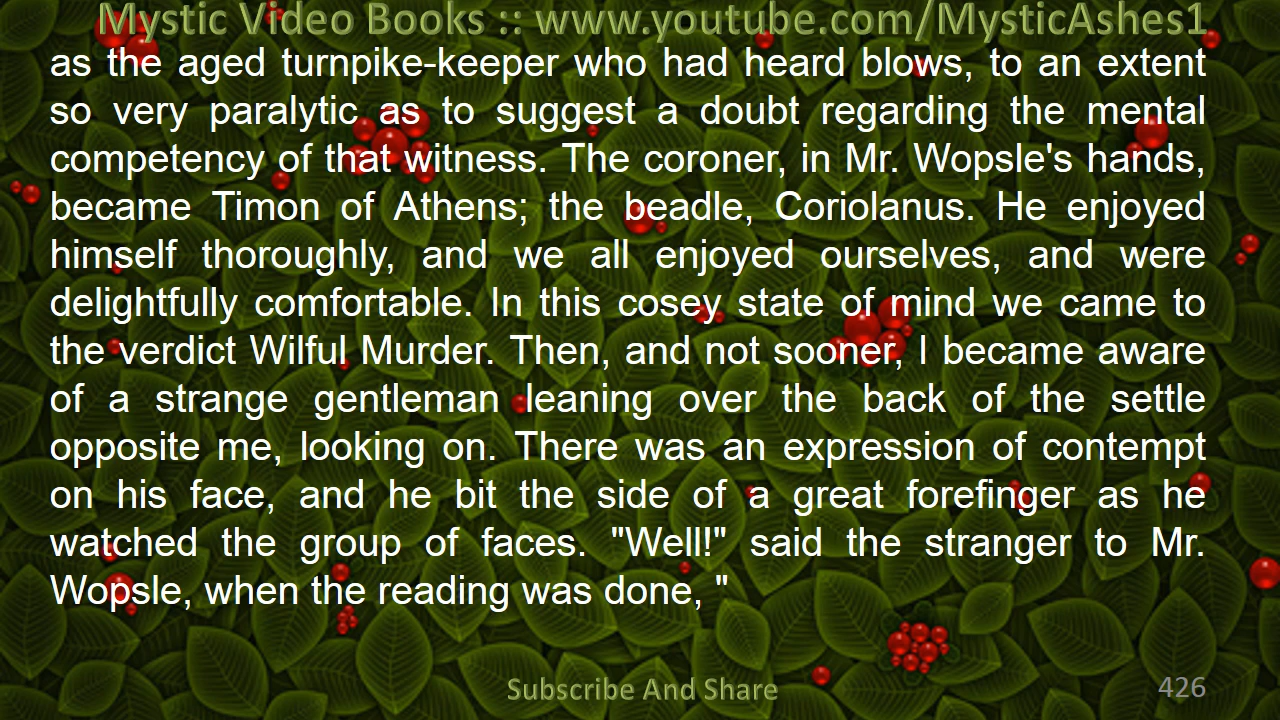 Mystic Video Books :: www.youtube.com/MysticAshes1
as the aged turnpike-keeper who had heard blows, to an extent
so very paralytic as to suggest a doubt regarding the mental
competency of that witness. The coroner, in Mr. Wopsle's hands,
became Timon of Athens; the beadle, Coriolanus. He enjoyed
himself thoroughly, and we all enjoyed ourselves, and were
delightfully comfortable. In this cosey state of mind we came to
the verdict Wilful Murder. Then, and not sooner, I became aware
of a strange gentleman leaning over the back of the settle
opposite me, looking on. There was an expression of contempt
on his face, and he bit the side of a great forefinger as he
watched the group of faces. "Well!" said the stranger to Mr.
Wopsle, when the reading was done, "
Subscribe And Share
426